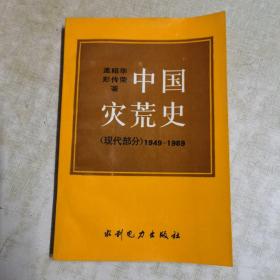 孟昭华
彭传荣
著
中国
灾荒史
(现代部分)1949-1989
水利电力出版社